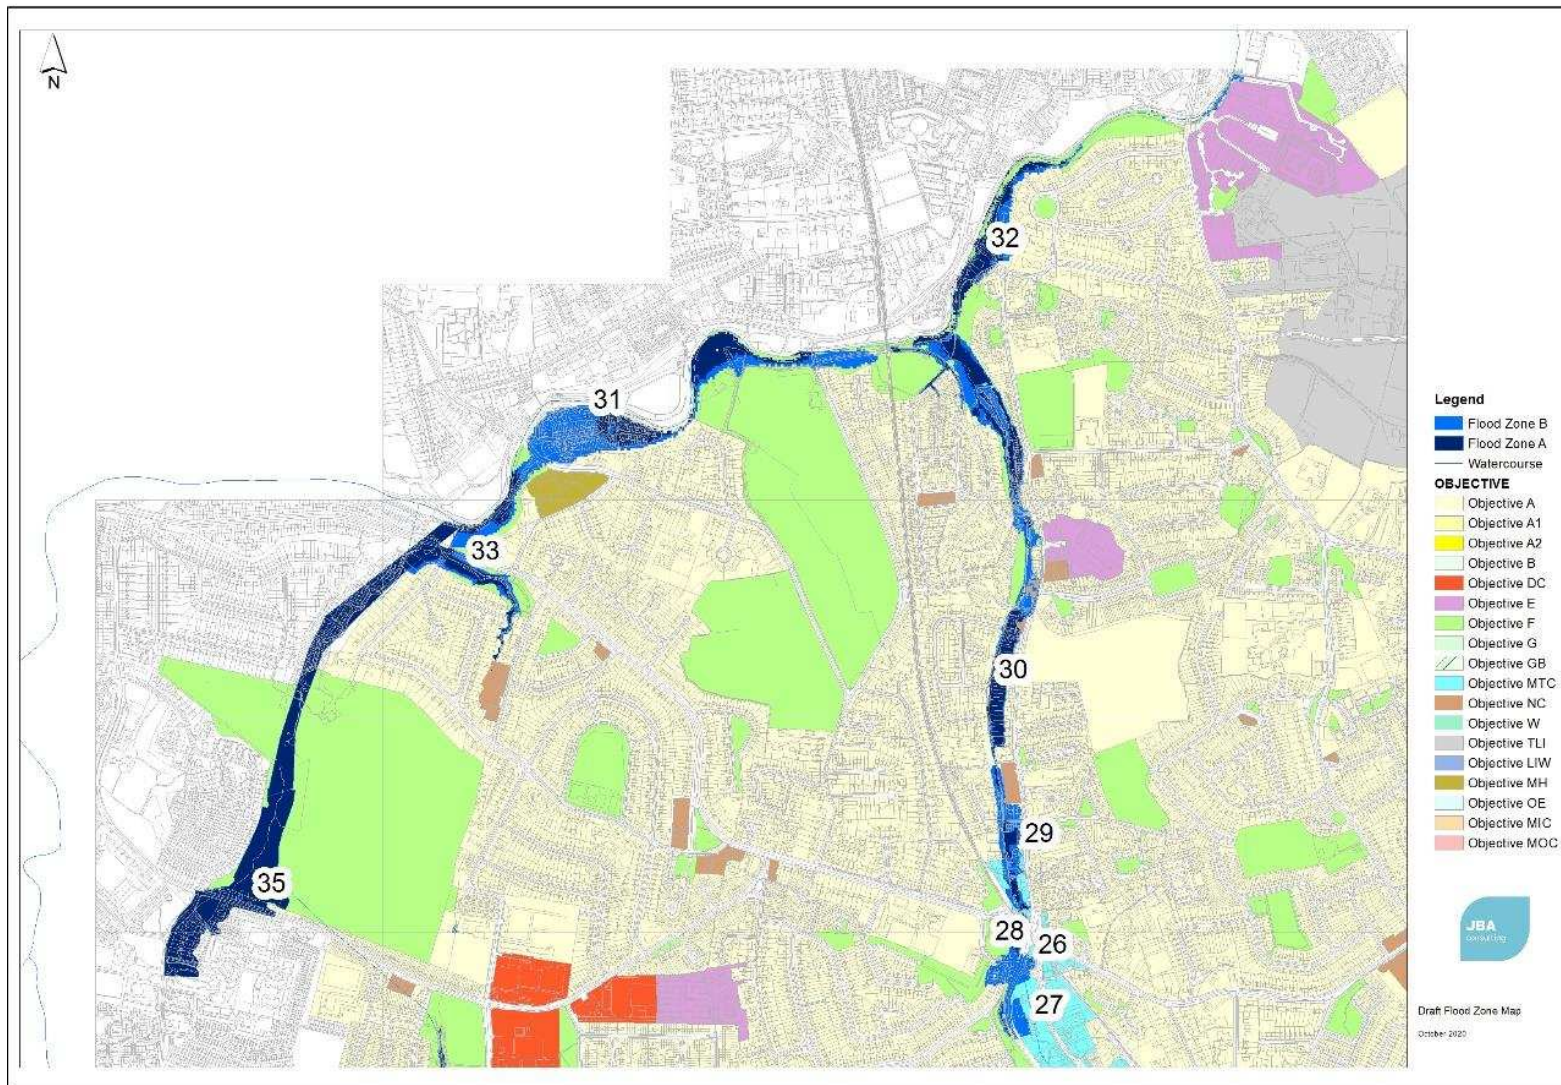 N
32
31
33
30
35
29
28
26
27
Legend
Flood Zone B
Flood Zone A
Watercourse
OBJECTIVE
Objective A
Objective A1
Objective A2
Objective B
Objective DC
Objective E
Objective F
Objective G
Objective GB
Objective MTC
Objective NC
Objective W
Objective TLI
Objective LIW
Objective MH
Objective OE
Objective MIC
Objective MOC
JBA
consulting
Draft Flood Zone Map
October 2020